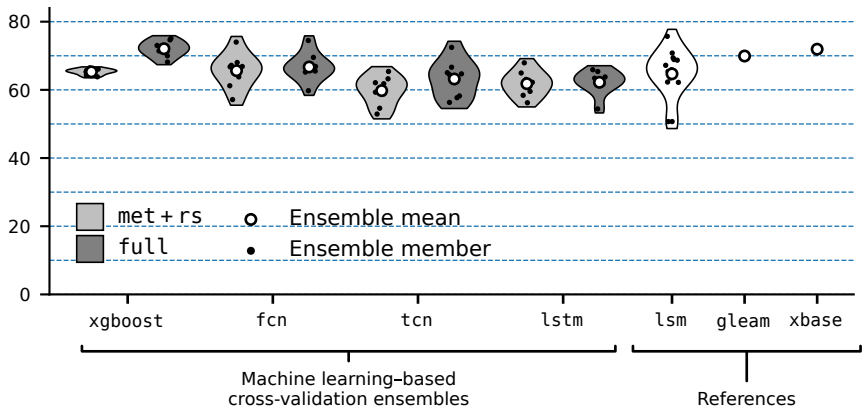 80
60
40
20
0
met+rs
full
Ensemble mean
Ensemble member
xgboost fcn tcn lstm lsm gleam xbase
Machine learning–based
cross-validation ensembles
References